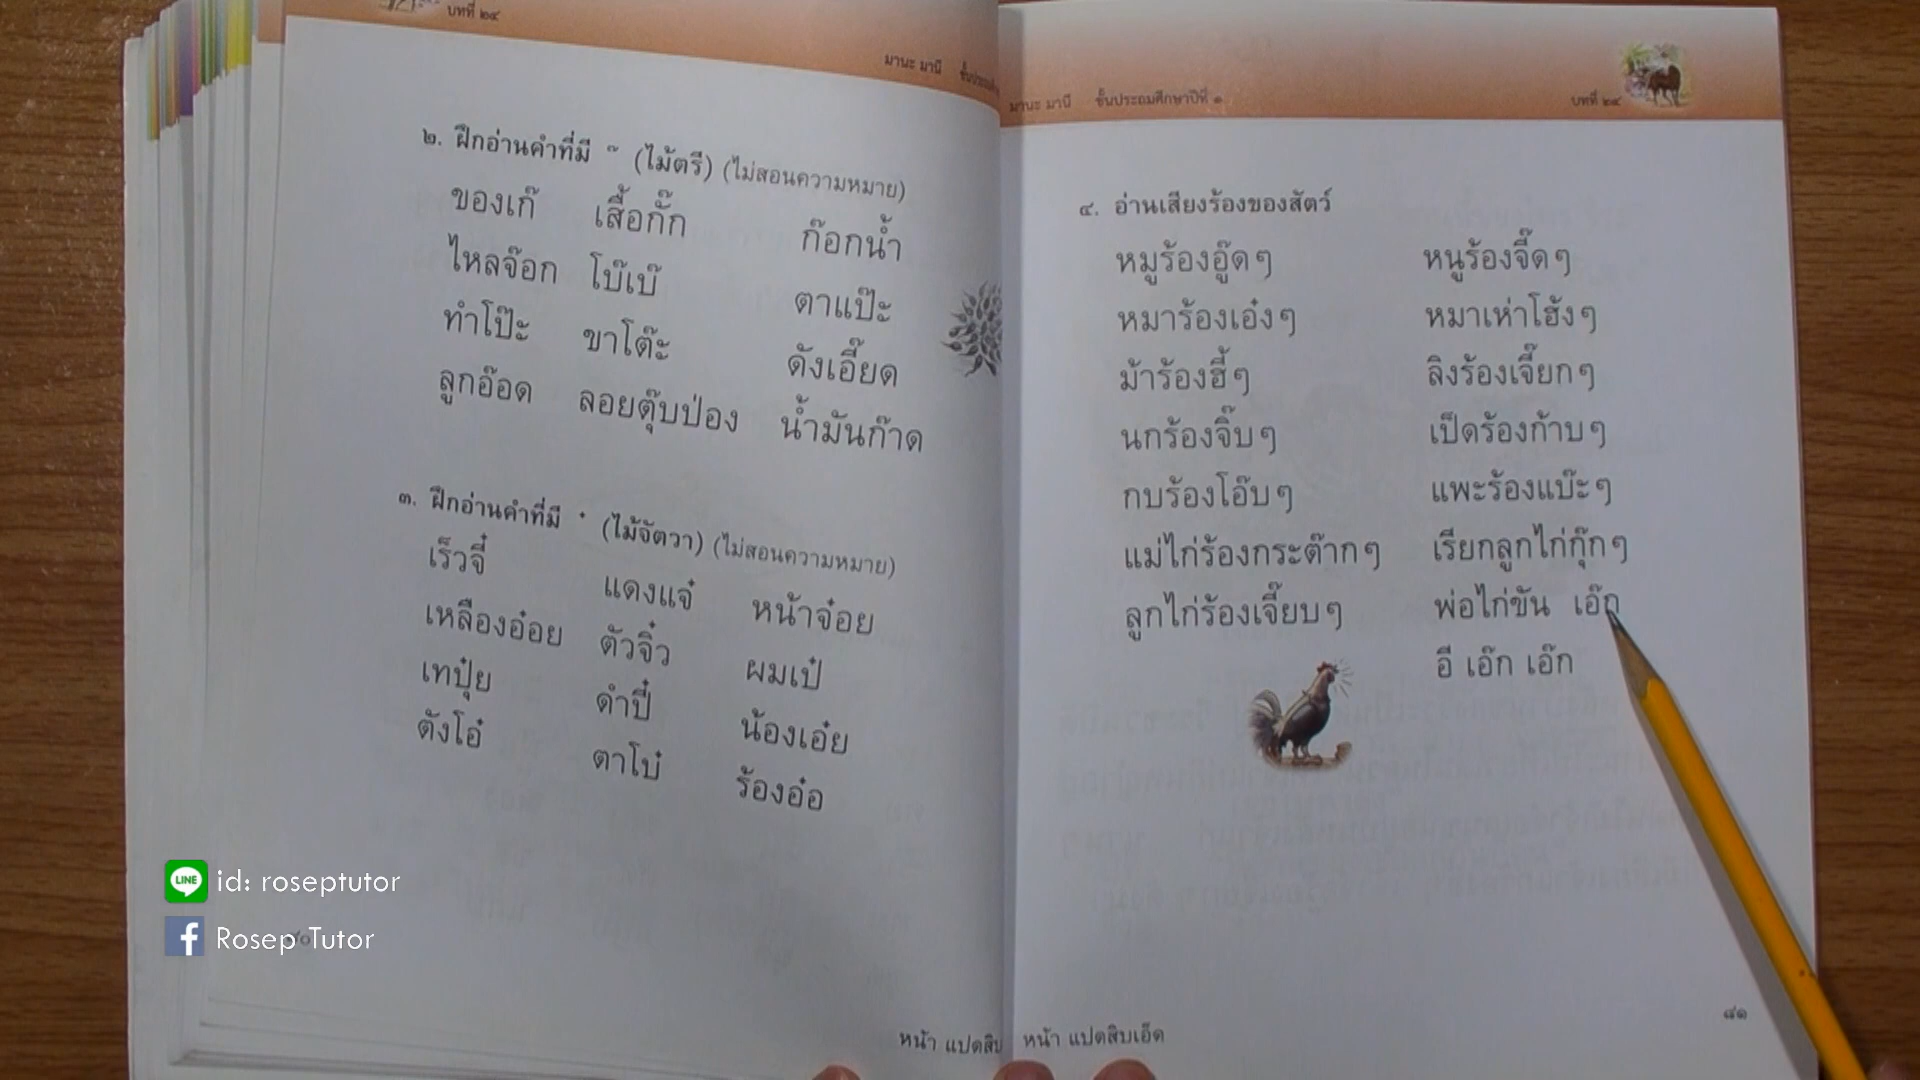 บทที่ ๒๔
มานะ มานี ชั้นประถมศึกษา
๒. ฝึกอ่านคำที่มี ๊ (ไม้ตรี) (ไม่สอนความหมาย)
ของเก๊ เสื้อกั๊ก ก๊อกน้ำ
ไหลจ๊อก โบ๊เบ๊ ตาแป๊ะ
ทำโป๊ะ ขาโต๊ะ ดังเอี๊ยด
ลูกอ๊อด ลอยตุ๊บป่อง น้ำมันก๊าด
๓. ฝึกอ่านคำที่มี ๋ (ไม้จัตวา) (ไม่สอนความหมาย)
เร็วจี๋ แดงแจ๋ หน้าจ๋อย
เหลืองอ๋อย ตัวจิ๋ว ผมเป๋
เทปุ๋ย ดำปี๋ น้องเอ๋ย
ดังโอ๋ ตาโบ๋ ร้องอ๋อ
หน้า แปดสิบ
มานะ มานี ชั้นประถมศึกษาปีที่ ๑ บทที่ ๒๔
๔. อ่านเสียงร้องของสัตว์
หมูร้องอู๊ดๆ หนูร้องจี๊ดๆ
หมาร้องเอ๋งๆ หมาเห่าโฮ้งๆ
ม้าร้องฮี้ๆ ลิงร้องเจี๊ยกๆ
นกร้องจิ๊บๆ เป็ดร้องก้าบๆ
กบร้องโอ๊บๆ แพะร้องแบ๊ะๆ
แม่ไก่ร้องกระต๊ากๆ เรียกลูกไก่กุ๊กๆ
ลูกไก่ร้องเจี๊ยบๆ พ่อไก่ขัน เอ๊ก
อี เอ๊ก เอ๊ก
๘๑
หน้า แปดสิบเอ็ด
LINE id: roseptutor
f Rosep Tutor